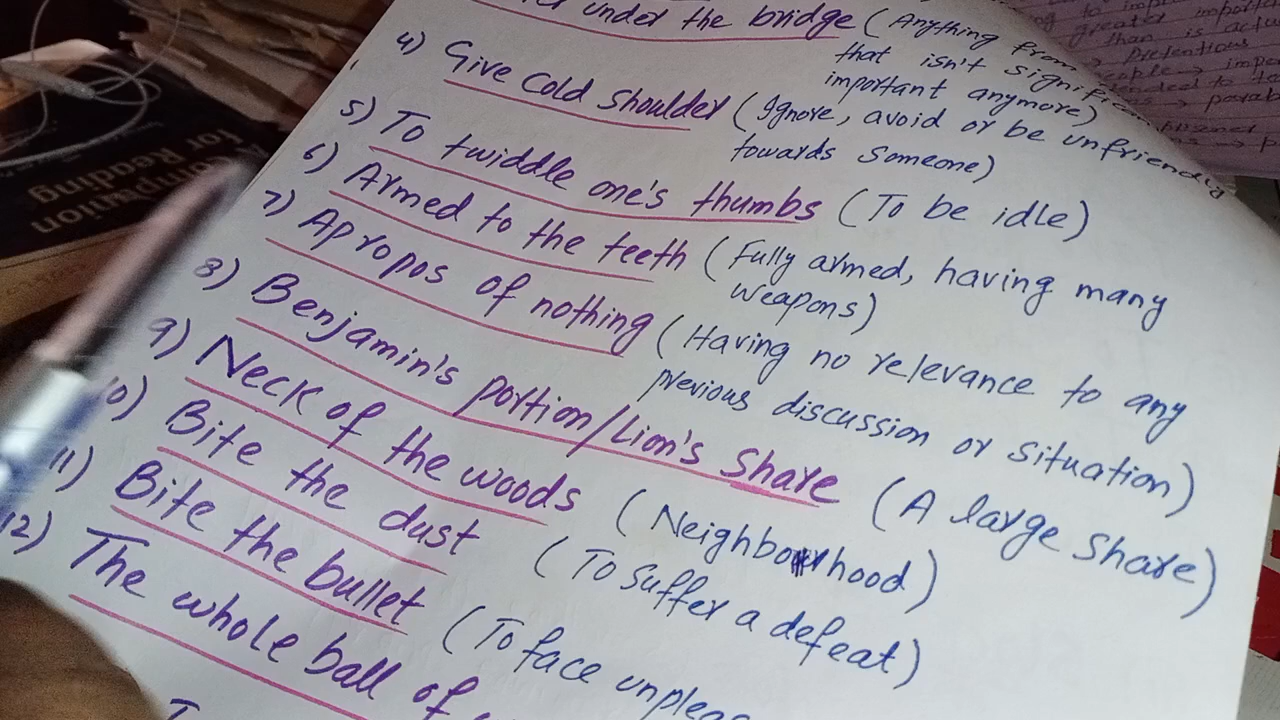 under the bridge (Anything from
that isn't
important anymore)
4) Give Cold Shoulder (Ignore, avoid or be unfriendly
towards Someone)
5) To twiddle one's thumbs (To be idle)
6) Armed to the teeth (Fully armed, having many
weapons)
7) Apropos of nothing (Having no relevance to any
previous discussion or Situation)
8) Benjamin's portion/Lion's Share (A large Share)
9) Neck of the woods (Neighbourhood)
10) Bite the dust (To Suffer a defeat)
11) Bite the bullet (To face
12) The whole ball of
Computation
for Reading
than is
Pretentious